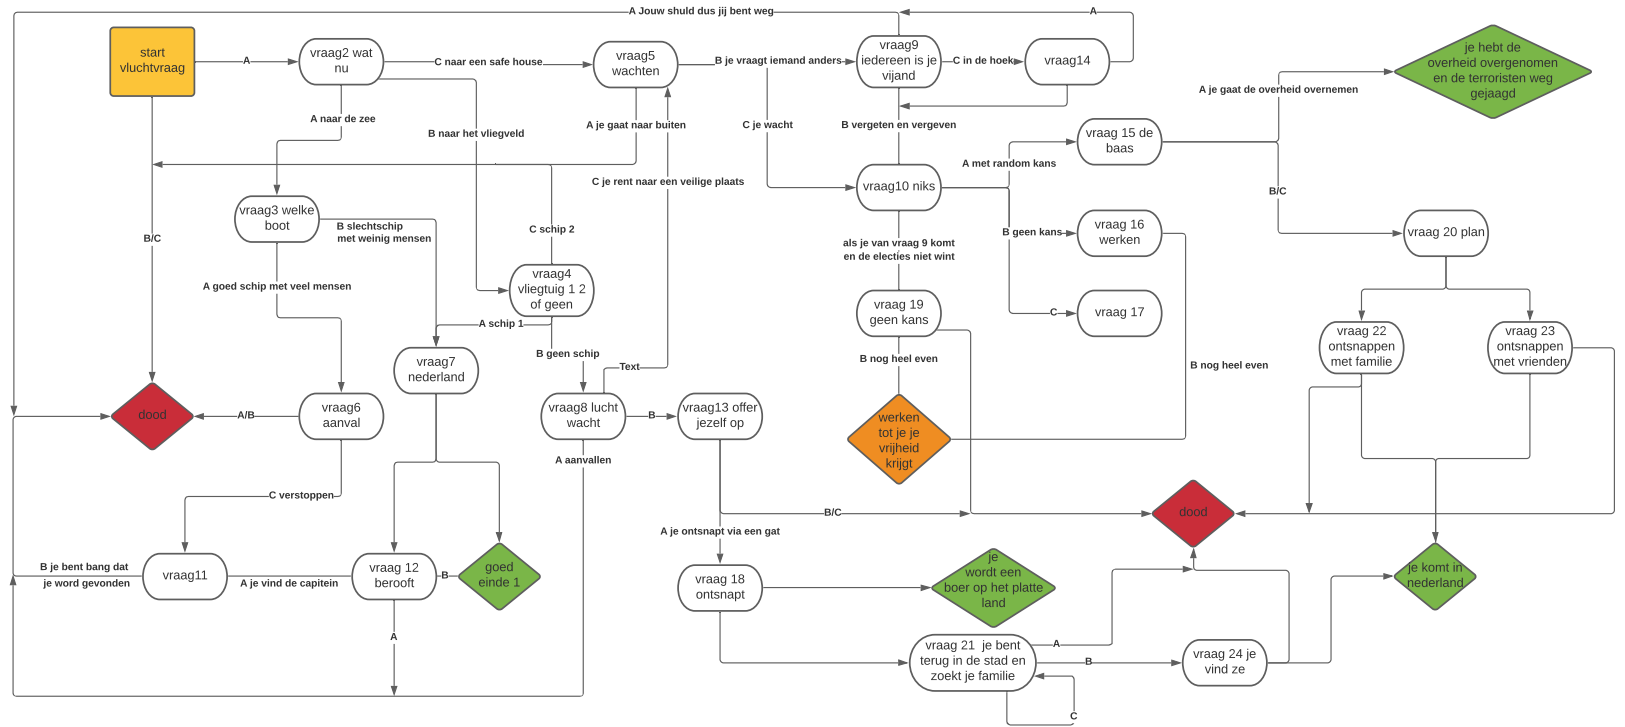 A Jouw shuld dus jij bent weg
A
start
vluchtvraag
A
vraag2 wat
nu
C naar een safe house
vraag5
wachten
B je vraagt iemand anders
vraag9
iedereen is je
vijand
C in de hoek
vraag14
je hebt de
overheid overgenomen
en de terroristen weg
gejaagd
A je gaat de overheid overnemen
A naar de zee
B naar het vliegveld
A je gaat naar buiten
C je wacht
B vergeten en vergeven
vraag 15 de
baas
A met random kans
C je rent naar een veilige plaats
vraag10 niks
B/C
vraag3 welke
boot
B slechtschip
met weinig mensen
B/C
C schip 2
B geen kans
vraag 16
werken
vraag 20 plan
als je van vraag 9 komt
en de electies niet wint
A goed schip met veel mensen
vraag4
vliegtuig 1 2
of geen
vraag 19
geen kans
C
vraag 17
A schip 1
vraag 22
ontsnappen
met familie
vraag 23
ontsnappen
met vrienden
B geen schip
vraag7
nederland
Text
B nog heel even
B nog heel even
dood
A/B
vraag6
aanval
vraag8 lucht
wacht
B
vraag13 offer
jezelf op
werken
tot je je
vrijheid
krijgt
A aanvallen
C verstoppen
B/C
dood
A je ontsnapt via een gat
B je bent bang dat
je word gevonden
vraag11
A je vind de capitein
vraag 12
berooft
B
goed
einde 1
vraag 18
ontsnapt
je
wordt een
boer op het platte
land
je komt in
nederland
A
vraag 21 je bent
terug in de stad en
zoekt je familie
A
B
vraag 24 je
vind ze
C